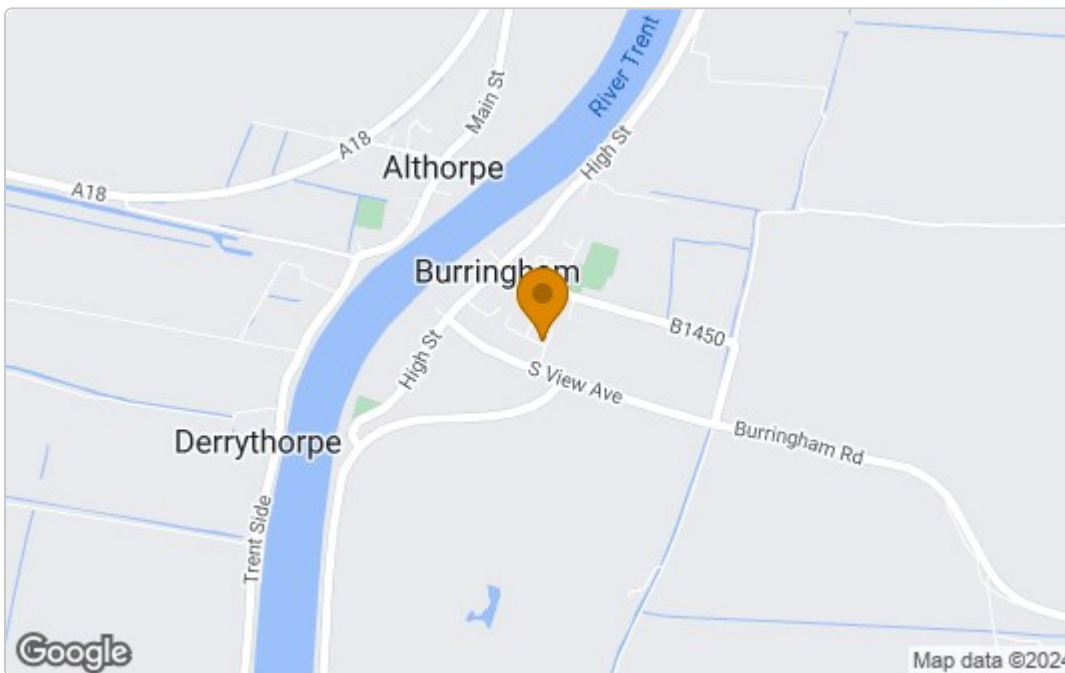 River Trent
Main St
High St
A18
Althorpe
A18
Burringham
B1450
High St
S View Ave
Burringham Rd
Derrythorpe
Trent Side
Google
Map data ©2024